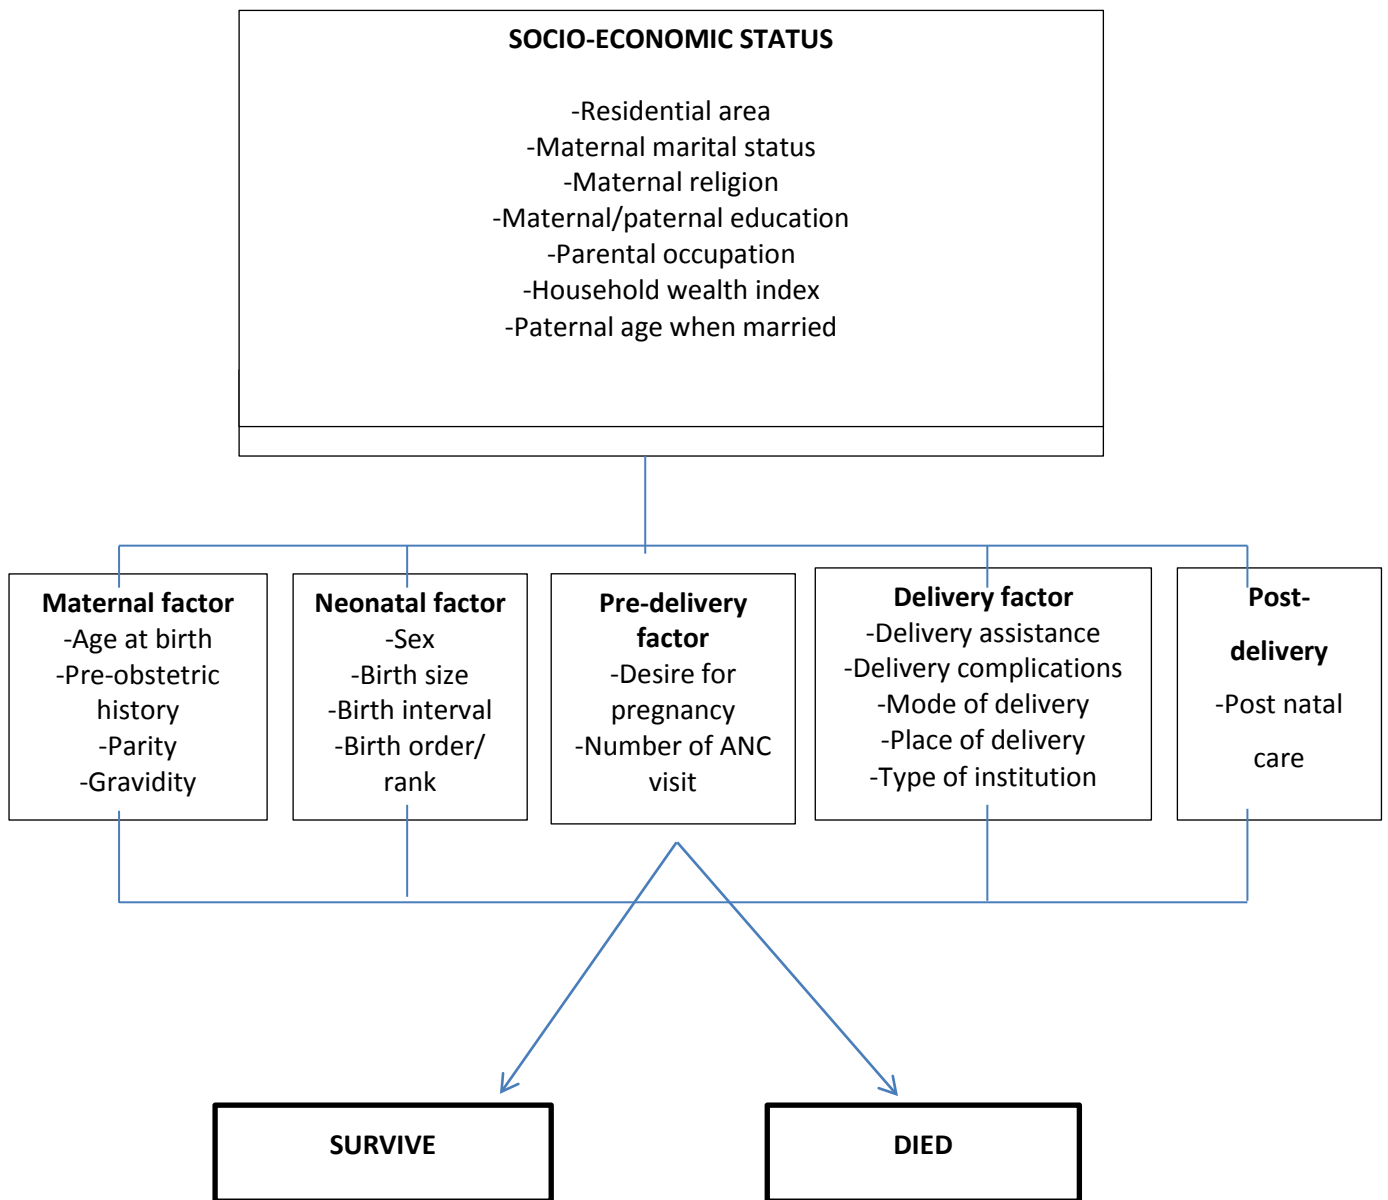 SOCIO-ECONOMIC STATUS
-Residential area
-Maternal marital status
-Maternal religion
-Maternal/paternal education
-Parental occupation
-Household wealth index
-Paternal age when married
Maternal factor
-Age at birth
-Pre-obstetric
history
-Parity
-Gravidity
Neonatal factor
-Sex
-Birth size
-Birth interval
-Birth order/
rank
Pre-delivery
factor
-Desire for
pregnancy
-Number of ANC
visit
Delivery factor
-Delivery assistance
-Delivery complications
-Mode of delivery
-Place of delivery
-Type of institution
Post-
delivery
-Post natal
care
SURVIVE
DIED